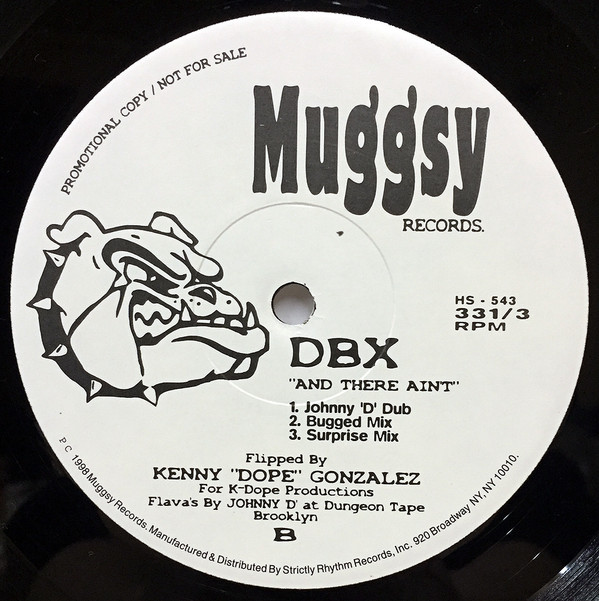 PROMOTIONAL COPY / NOT FOR SALE
Muggsy
RECORDS.
HS - 543
331/3
RPM
DBX
"AND THERE AIN'T"
1. Johnny 'D' Dub
2. Bugged Mix
3. Surprise Mix
Flipped By
KENNY "DOPE" GONZALEZ
For K-Dope Productions
Flava's By JOHNNY D' at Dungeon Tape
Brooklyn
B
P C 1998 Muggsy Records. Manufactured & Distributed By Strictly Rhythm Records, Inc. 920 Broadway NY, NY 10010.